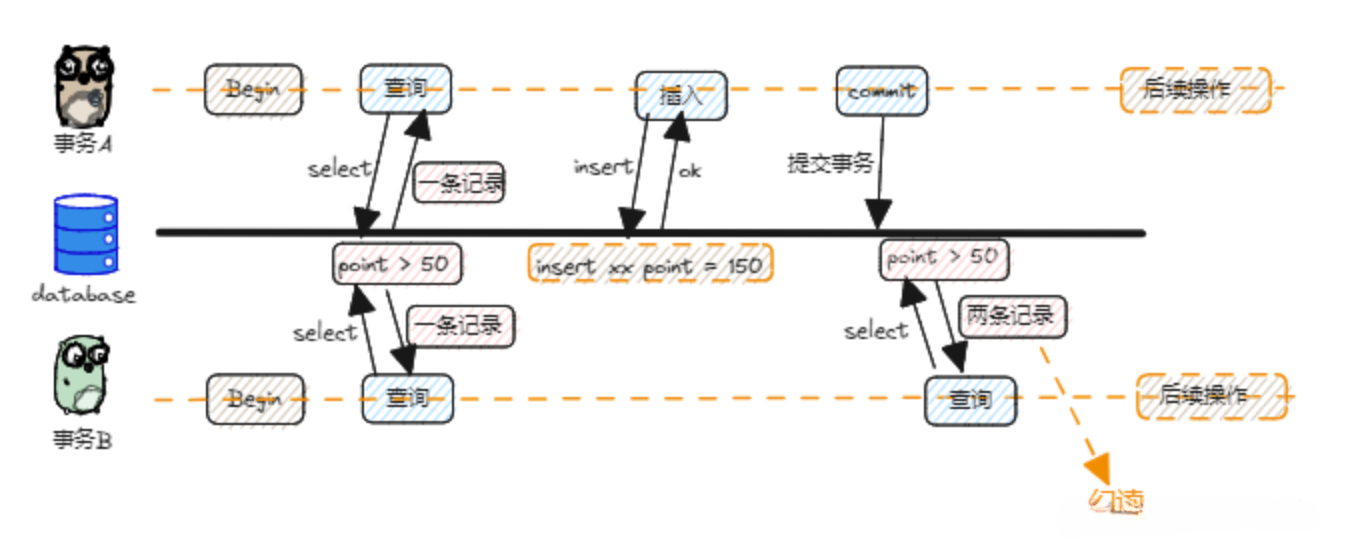 Begin
查询
插入
commit
后续操作
事务A
select
一条记录
insert
ok
提交事务
point > 50
insert xx point = 150
point > 50
database
select
一条记录
select
两条记录
Begin
查询
查询
后续操作
事务B
幻读